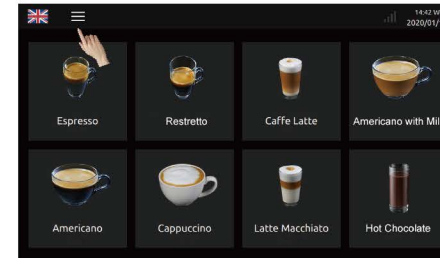 14:42 W
2020/01/
Espresso
Restretto
Caffe Latte
Americano with Mil
Americano
Cappuccino
Latte Macchiato
Hot Chocolate